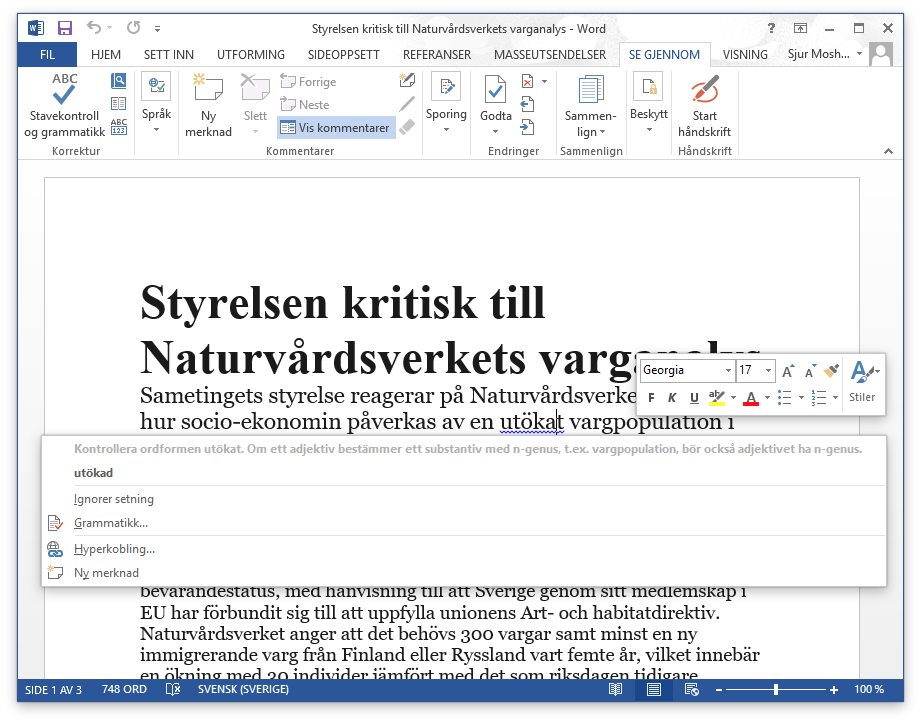 Styrelsen kritisk till Naturvårdsverkets varganalys - Word
FIL HJEM SETT INN UTFORMING SIDEOPPSETT REFERANSER MASSEUTSENDELSER SE GJENNOM VISNING Sjur Mosh...
ABC
Stavekontroll
og grammatikk
ABC
123
Språk
Ny
merknad
Slett
Forrige
Neste
Vis kommentarer
Sporing
Godta
Sammen-
lign
Beskytt
Start
håndskrift
Korrektur Kommentarer Endringer Sammenlign Håndskrift
Styrelsen kritisk till
Naturvårdsverkets varganalys
Georgia 17
F K U aby A Stiler
Sametingets styrelse reagerar på Naturvårdsverke
hur socio-ekonomin påverkas av en utökat vargpopulation i
Kontrollera ordformen utökat. Om ett adjektiv bestämmer ett substantiv med n-genus, t.ex. vargpopulation, bör också adjektivet ha n-genus.
utökad
Ignorer setning
Grammatikk...
Hyperkobling...
Ny merknad
bevarandestatus, med hänvisning till att Sverige genom sitt medlemskap i
EU har förbundit sig till att uppfylla unionens Art- och habitatdirektiv.
Naturvårdsverket anger att det behövs 300 vargar samt minst en ny
immigrerande varg från Finland eller Ryssland vart femte år, vilket innebär
en ökning med 30 individer jämfört med det som riksdagen tidigare
SIDE 1 AV 3 748 ORD SVENSK (SVERIGE) 100 %